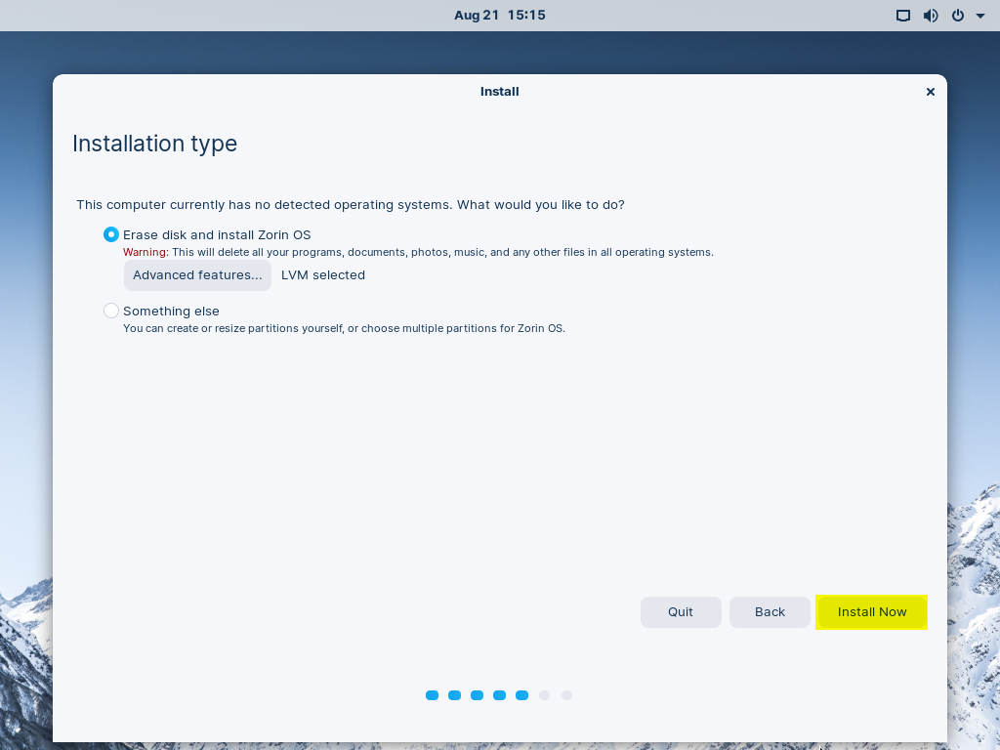 Aug 21 15:15
Install
Installation type
This computer currently has no detected operating systems. What would you like to do?
Erase disk and install Zorin OS
Warning: This will delete all your programs, documents, photos, music, and any other files in all operating systems.
Advanced features... LVM selected
Something else
You can create or resize partitions yourself, or choose multiple partitions for Zorin OS.
Quit Back Install Now